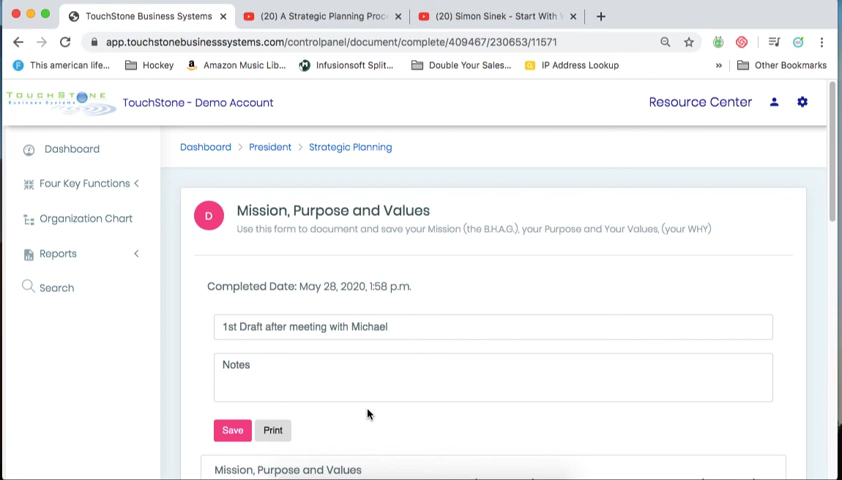 TouchStone Business Systems
(20) A Strategic Planning Proc
(20) Simon Sinek - Start With
app.touchstonebusinesssystems.com/controlpanel/document/complete/409467/230653/11571
This american life...
Hockey
Amazon Music Lib...
Infusionsoft Split...
Double Your Sales...
IP Address Lookup
»
Other Bookmarks
TOUCHSTONE
Business Systems
TouchStone - Demo Account
Resource Center
Dashboard
Four Key Functions
Organization Chart
Reports
Search
Dashboard > President > Strategic Planning
D
Mission, Purpose and Values
Use this form to document and save your Mission (the B.H.A.G.), your Purpose and Your Values, (your WHY)
Completed Date: May 28, 2020, 1:58 p.m.
1st Draft after meeting with Michael
Notes
Save
Print
Mission, Purpose and Values